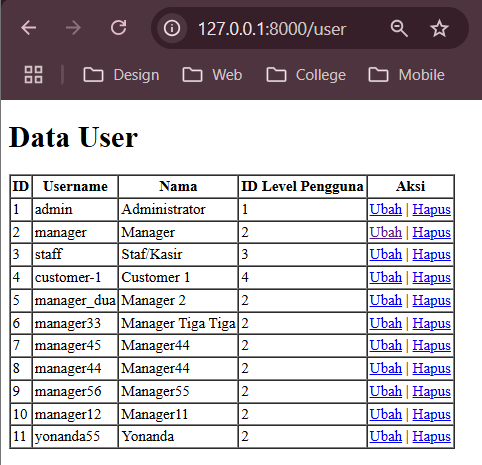 127.0.0.1:8000/user
Design Web College Mobile
Data User
ID Username Nama ID Level Pengguna Aksi
1 admin Administrator 1 Ubah | Hapus
2 manager Manager 2 Ubah | Hapus
3 staff Staf/Kasir 3 Ubah | Hapus
4 customer-1 Customer 1 4 Ubah | Hapus
5 manager_dua Manager 2 2 Ubah | Hapus
6 manager33 Manager Tiga Tiga 2 Ubah | Hapus
7 manager45 Manager44 2 Ubah | Hapus
8 manager44 Manager44 2 Ubah | Hapus
9 manager56 Manager55 2 Ubah | Hapus
10 manager12 Manager11 2 Ubah | Hapus
11 yonanda55 Yonanda 2 Ubah | Hapus